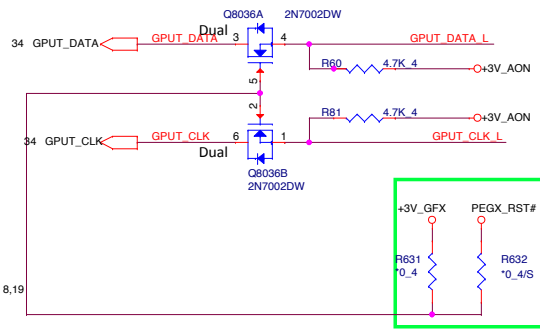 Q8036A 2N7002DW
Dual
34 GPUT_DATA GPUT_DATA 3 4 GPUT_DATA_L
R60 4.7K_4
+3V_AON
5
2
R81 4.7K_4
+3V_AON
34 GPUT_CLK GPUT_CLK 6 1 GPUT_CLK_L
Dual
Q8036B
2N7002DW
+3V_GFX PEGX_RST#
R631 R632
*0_4 *0_4/S
8,19